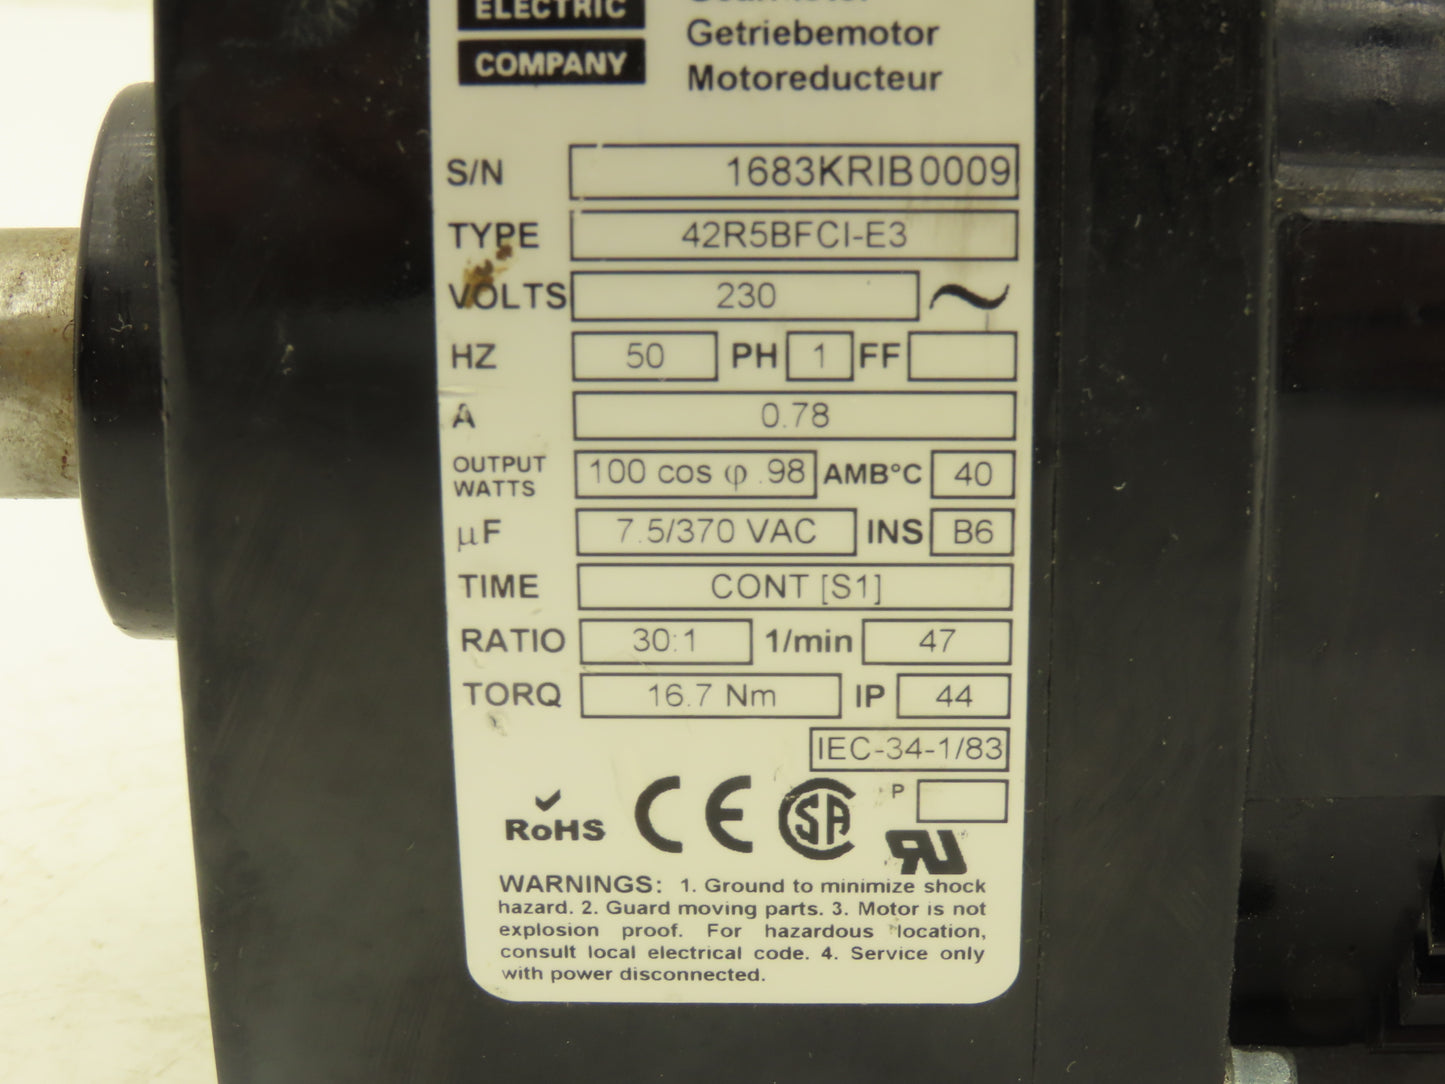 ELECTRIC
COMPANY
Gearmotor
Getriebemotor
Motoreducteur
S/N 1683KRIB0009
TYPE 42R5BFCI-E3
VOLTS 230 ~
HZ 50 PH 1 FF
A 0.78
OUTPUT WATTS 100 cos φ .98 AMB°C 40
µF 7.5/370 VAC INS B6
TIME CONT [S1]
RATIO 30:1 1/min 47
TORQ 16.7 Nm IP 44
IEC-34-1/83
P
RoHS CE SA RU
WARNINGS: 1. Ground to minimize shock
hazard. 2. Guard moving parts. 3. Motor is not
explosion proof. For hazardous location,
consult local electrical code. 4. Service only
with power disconnected.